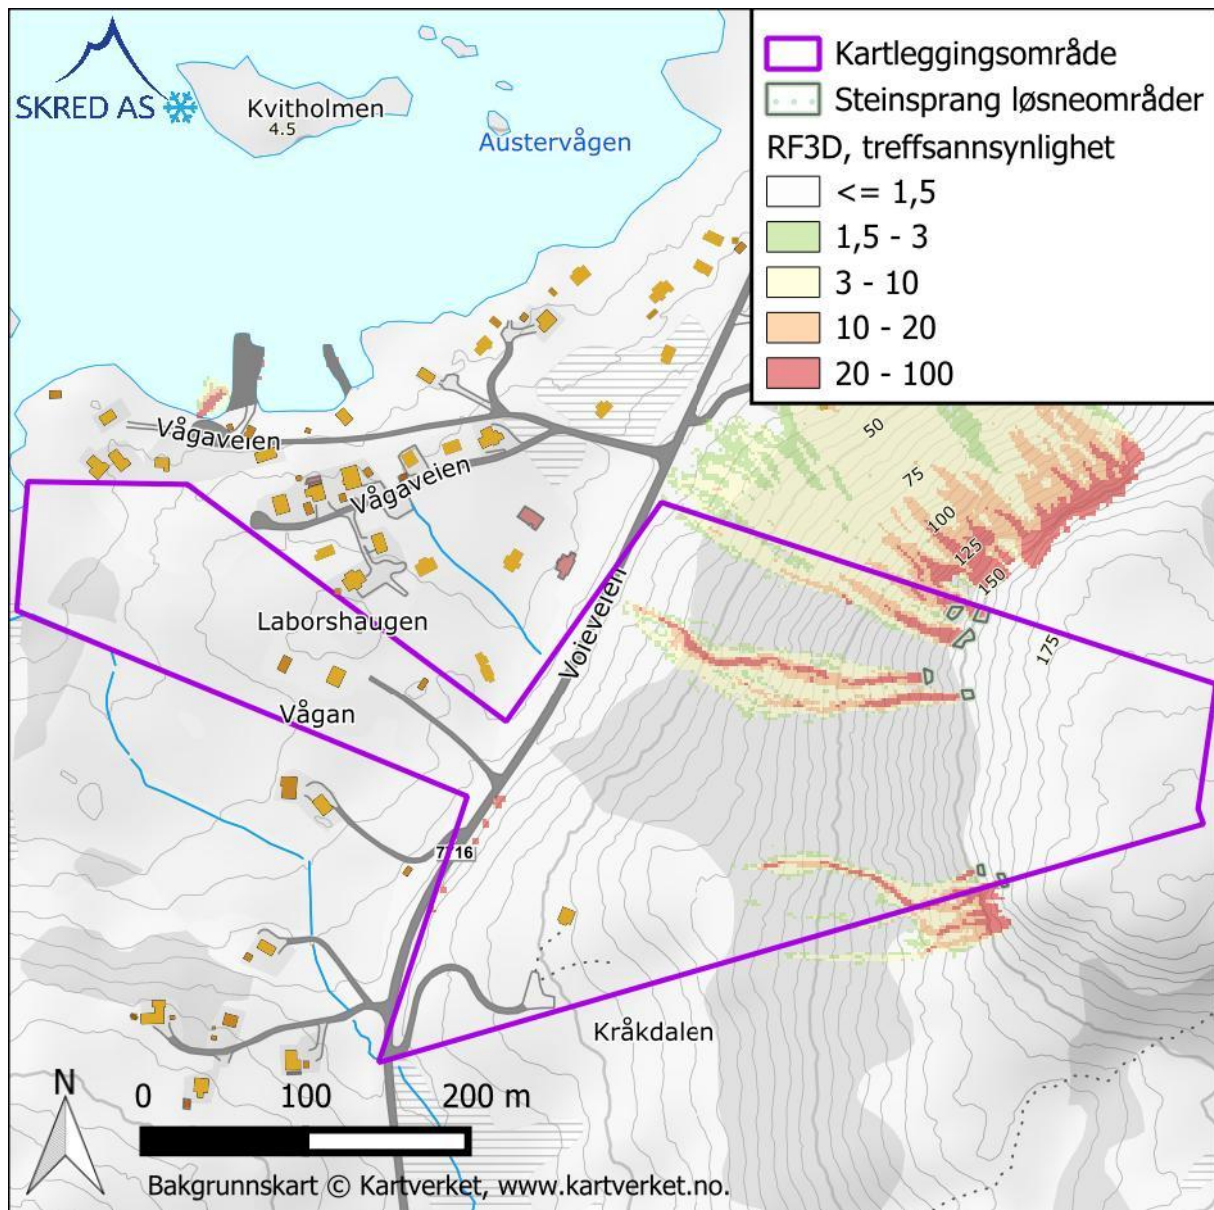 SKRED AS
Kvitholmen
4.5
Austervågen
Kartleggingsområde
Steinsprang løsneområder
RF3D, treffsannsynlighet
<= 1,5
1,5 - 3
3 - 10
10 - 20
20 - 100
Vågaveien
Vågaveien
50
75
100
125
150
175
Voieveien
Laborshaugen
Vågan
7716
Kråkdalen
N
0 100 200 m
Bakgrunnskart © Kartverket, www.kartverket.no.